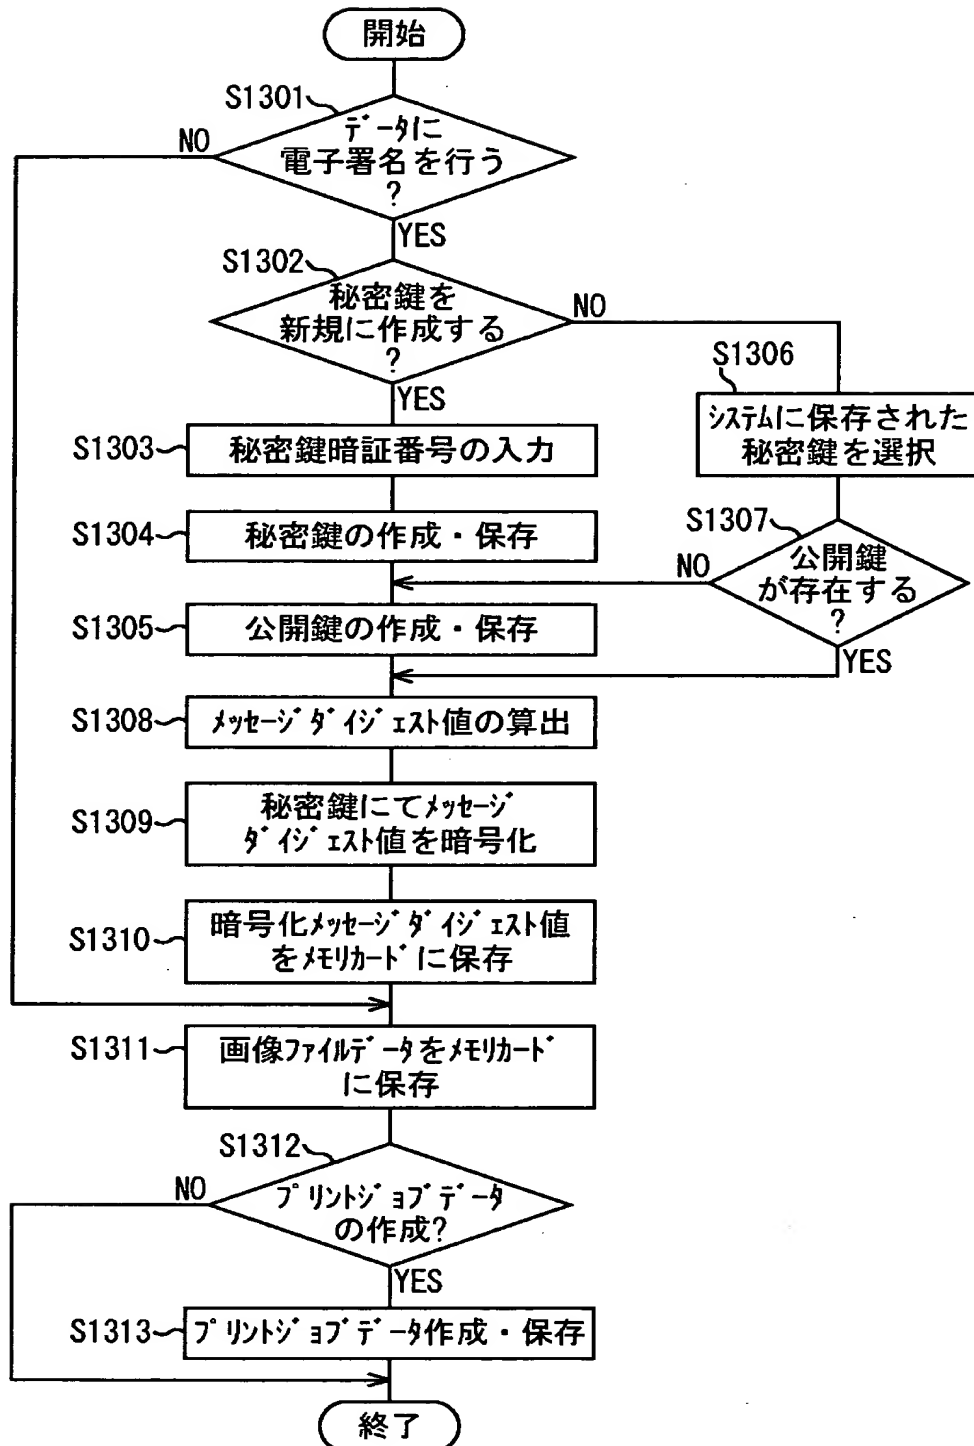 開始
S1301
データに
電子署名を行う
?
NO
YES
S1302
秘密鍵を
新規に作成する
?
NO
YES
S1306
システムに保存された
秘密鍵を選択
S1303
秘密鍵暗証番号の入力
S1304
秘密鍵の作成・保存
S1307
公開鍵
が存在する
?
NO
YES
S1305
公開鍵の作成・保存
S1308
メッセージダイジェスト値の算出
S1309
秘密鍵にてメッセージ
ダイジェスト値を暗号化
S1310
暗号化メッセージダイジェスト値
をメモリカードに保存
S1311
画像ファイルデータをメモリカード
に保存
S1312
プリントジョブデータ
の作成?
NO
YES
S1313
プリントジョブデータ作成・保存
終了